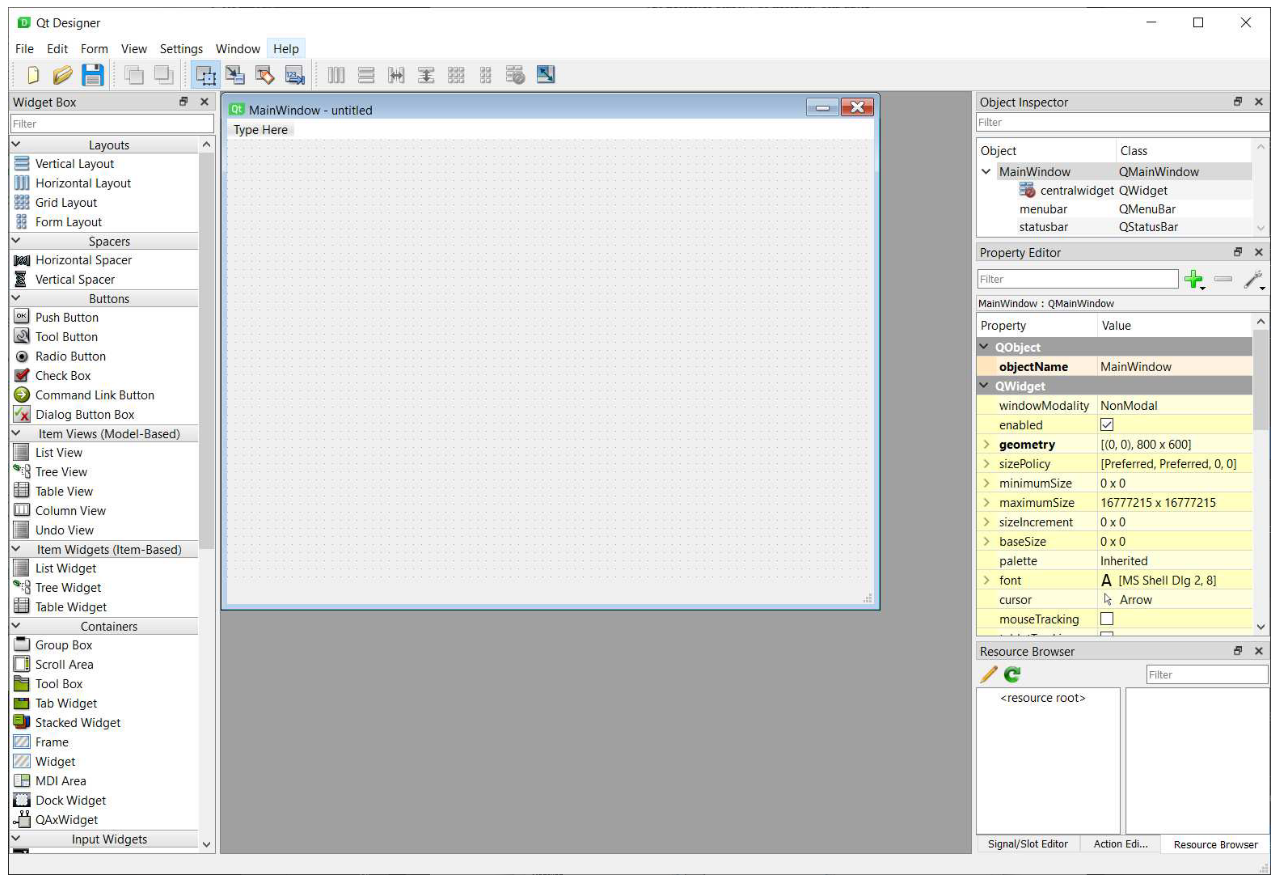 Qt Designer
File Edit Form View Settings Window Help
Widget Box
Filter
Layouts
Vertical Layout
Horizontal Layout
Grid Layout
Form Layout
Spacers
Horizontal Spacer
Vertical Spacer
Buttons
Push Button
Tool Button
Radio Button
Check Box
Command Link Button
Dialog Button Box
Item Views (Model-Based)
List View
Tree View
Table View
Column View
Undo View
Item Widgets (Item-Based)
List Widget
Tree Widget
Table Widget
Containers
Group Box
Scroll Area
Tool Box
Tab Widget
Stacked Widget
Frame
Widget
MDI Area
Dock Widget
QAxWidget
Input Widgets
Qt MainWindow - untitled
Type Here
Object Inspector
Filter
Object Class
MainWindow QMainWindow
centralwidget QWidget
menubar QMenuBar
statusbar QStatusBar
Property Editor
Filter
MainWindow : QMainWindow
Property Value
QObject
objectName MainWindow
QWidget
windowModality NonModal
enabled
geometry [(0, 0), 800 x 600]
sizePolicy [Preferred, Preferred, 0, 0]
minimumSize 0 x 0
maximumSize 16777215 x 16777215
sizeIncrement 0 x 0
baseSize 0 x 0
palette Inherited
font A [MS Shell Dlg 2, 8]
cursor Arrow
mouseTracking
Resource Browser
Filter
<resource root>
Signal/Slot Editor Action Edi... Resource Browser